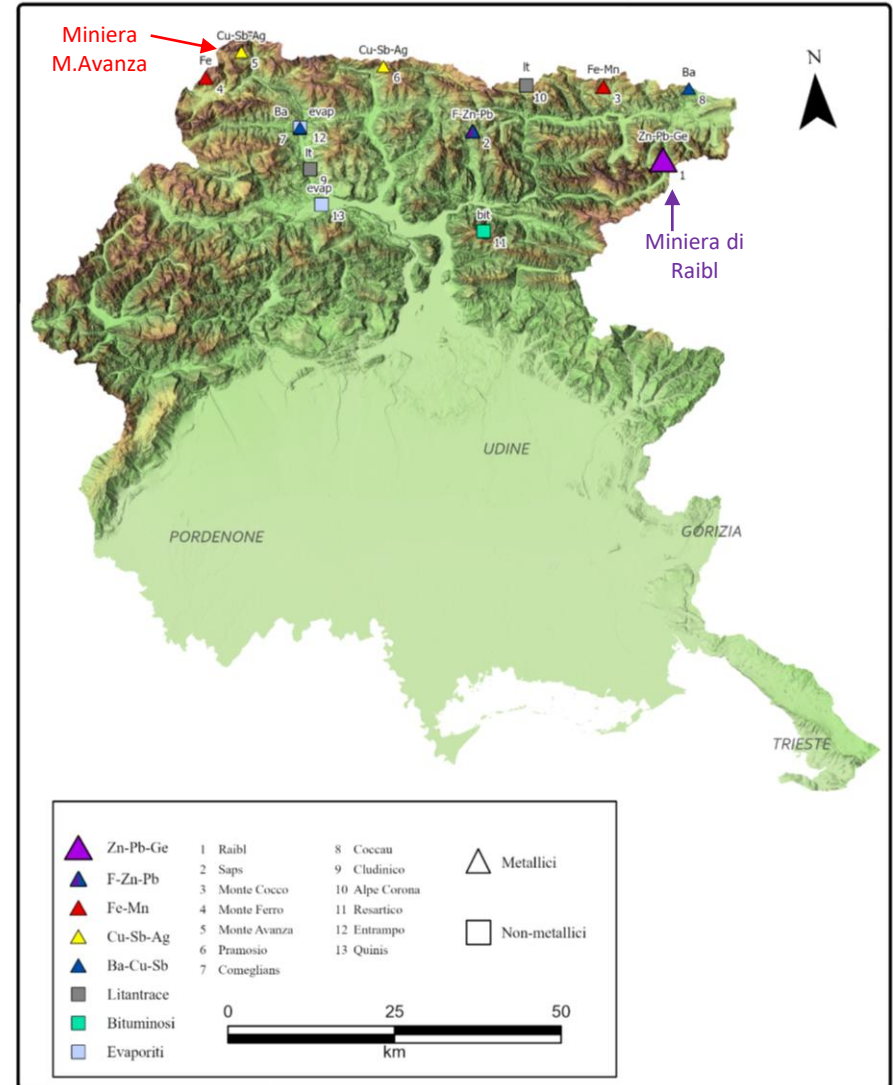 Miniera
M.Avanza
Cu-Sb-Ag
5
Fe
4
Cu-Sb-Ag
6
lt
10
Fe-Mn
3
Ba
8
N
Ba
7
evap
12
F-Zn-Pb
2
Zn-Pb-Ge
1
lt
9
evap
13
bit
11
Miniera di
Raibl
UDINE
PORDENONE
GORIZIA
TRIESTE
Zn-Pb-Ge
F-Zn-Pb
Fe-Mn
Cu-Sb-Ag
Ba-Cu-Sb
Litantrace
Bituminosi
Evaporiti
1 Raibl
2 Saps
3 Monte Cocco
4 Monte Ferro
5 Monte Avanza
6 Pramosio
7 Comeglians
8 Coccau
9 Cludinico
10 Alpe Corona
11 Resartico
12 Entrampo
13 Quinis
Metallici
Non-metallici
0 25 50
km